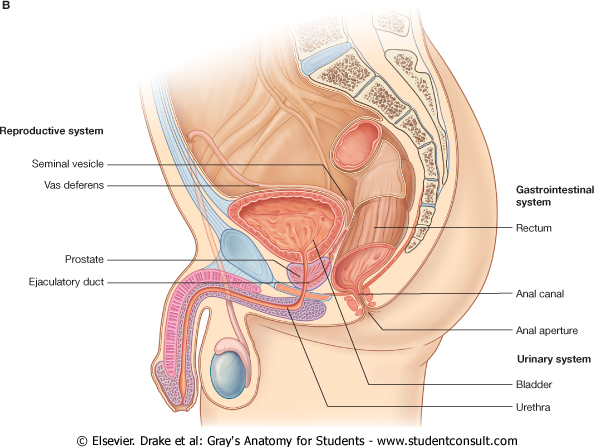 B
Reproductive system
Seminal vesicle
Vas deferens
Prostate
Ejaculatory duct
Gastrointestinal
system
Rectum
Anal canal
Anal aperture
Urinary system
Bladder
Urethra
© Elsevier. Drake et al: Gray's Anatomy for Students - www.studentconsult.com